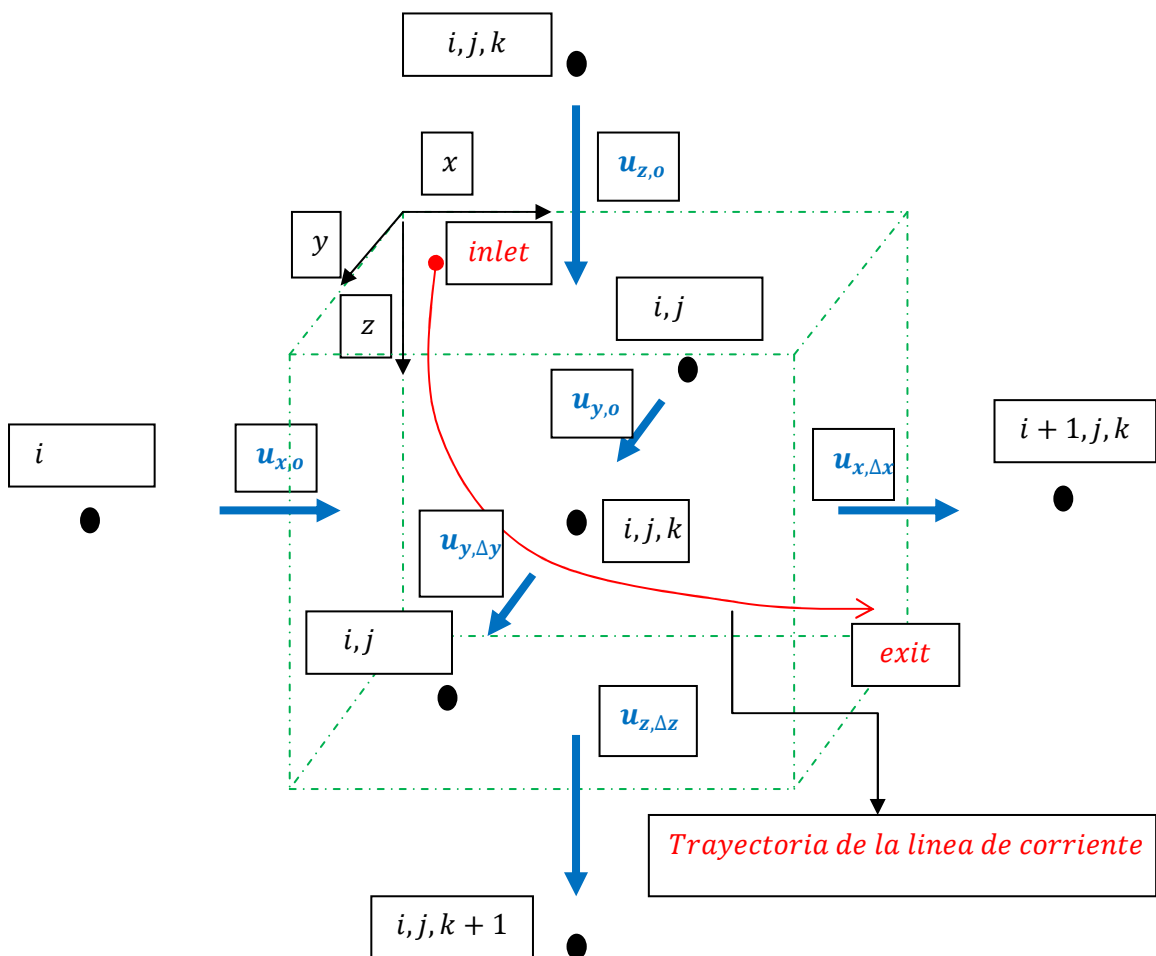 i, j, k
x
u_{z,o}
y
inlet
z
i, j
u_{y,o}
i
u_{x,o}
u_{x,Δx}
i + 1, j, k
u_{y,Δy}
i, j, k
i, j
exit
u_{z,Δz}
Trayectoria de la linea de corriente
i, j, k + 1